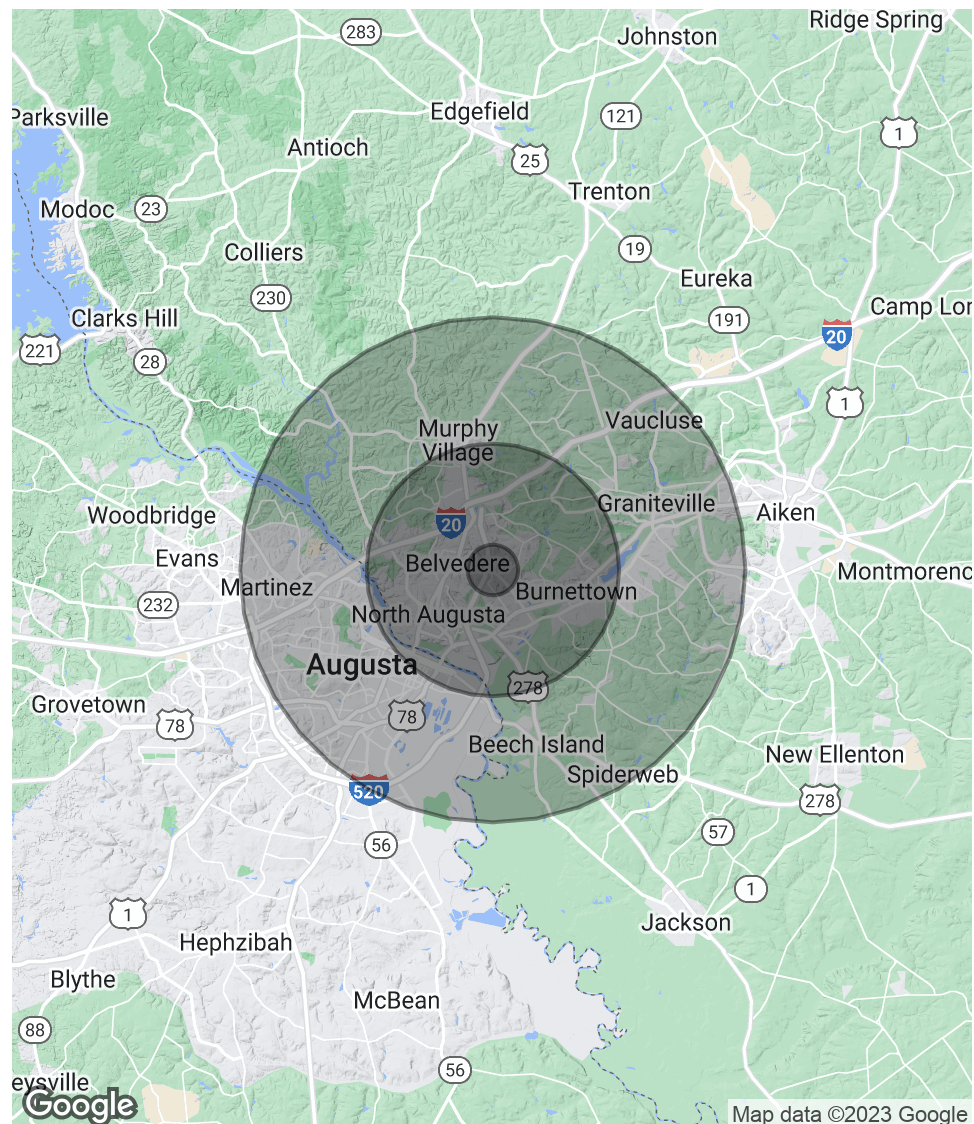 Ridge Spring
283
Johnston
Parksville
Edgefield
121
1
Antioch
25
Trenton
Modoc
23
19
Colliers
Eureka
230
Camp Lon
Clarks Hill
191
20
221
28
1
Murphy
Village
Vaucluse
Graniteville
Woodbridge
Aiken
20
Evans
Belvedere
Montmorenc
Martinez
Burnettown
232
North Augusta
Augusta
278
Grovetown
78
78
Beech Island
New Ellenton
Spiderweb
520
278
57
56
1
1
Jackson
Hephzibah
Blythe
McBean
88
56
eysville
Google
Map data ©2023 Google